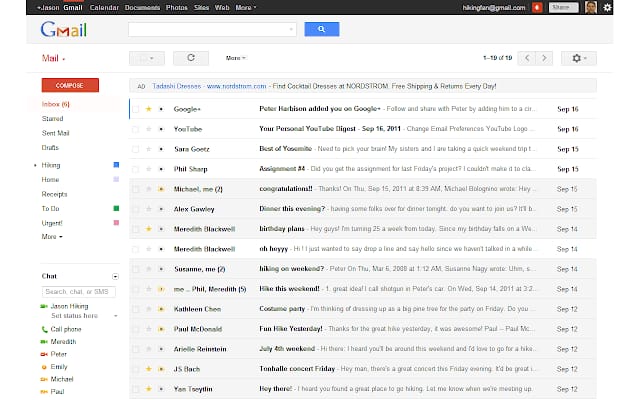 +Jason Gmail Calendar Documents Photos Sites Web More hikingfan@gmail.com Share
Gmail
Mail More 1–19 of 19
COMPOSE
AD Tadashi Dresses - www.nordstrom.com - Find Cocktail Dresses at NORDSTROM. Free Shipping & Returns Every Day!
Inbox (6)
Starred
Sent Mail
Drafts
Hiking
Home
Receipts
To Do
Urgent!
More
Google+ Peter Harbison added you on Google+ - Follow and share with Peter by adding him to a cir... Sep 16
YouTube Your Personal YouTube Digest - Sep 16, 2011 - Change Email Preferences YouTube Logo ... Sep 16
Sara Goetz Best of Yosemite - Need to pick your brain! My sisters and I are taking a quick weekend trip t... Sep 15
Phil Sharp Assignment #4 - Did you get the assignment for last Friday's project? I couldn't make it to cla... Sep 15
Michael, me (2) congratulations!! - Thanks! On Thu, Sep 15, 2011 at 8:39 AM, Michael Bolognino wrote: Hey ... Sep 15
Alex Gawley Dinner this evening? - having some folks over for dinner tonight. do you want to join us? It'll b... Sep 15
Meredith Blackwell birthday plans - Hey guys! I'm turning 25 a week from today. Since my birthday falls on a We... Sep 14
Meredith Blackwell oh heyyy - Hi ! I just wanted to say drop a line and say hello since we haven't talked in a while... Sep 14
Susanne, me (2) hiking on weekend? - Peter On Thu, Mar 6, 2008 at 1:12 AM, Susanne Nagy wrote: Uhm, s... Sep 14
me .. Phil, Meredith (5) Hike this weekend! - 1. great idea! I call shotgun in Peter's car. On Wed, Sep 14, 2011 at 3:2... Sep 14
Kathleen Chen Costume party - I'm thinking of dressing up as a big pine tree for the party on Friday. Do you ... Sep 12
Paul McDonald Fun Hike Yesterday! - Thanks for the great hike yesterday, it was awesome! Paul -- Paul Mc... Sep 12
Arielle Reinstein July 4th weekend - Hi there: I heard you'll be around this weekend and I'd love to go for a hike... Sep 12
JS Bach Tonhalle concert Friday - Hey man, there's a great concert this Friday evening. It'd be great i... Sep 12
Yan Tseytlin Hey there! - I heard you found a great place to go hiking. Let me know when we're meeting up. Sep 12
Chat
Search, chat, or SMS
Jason Hiking
Set status here
Call phone
Meredith
Peter
Emily
Michael
Paul